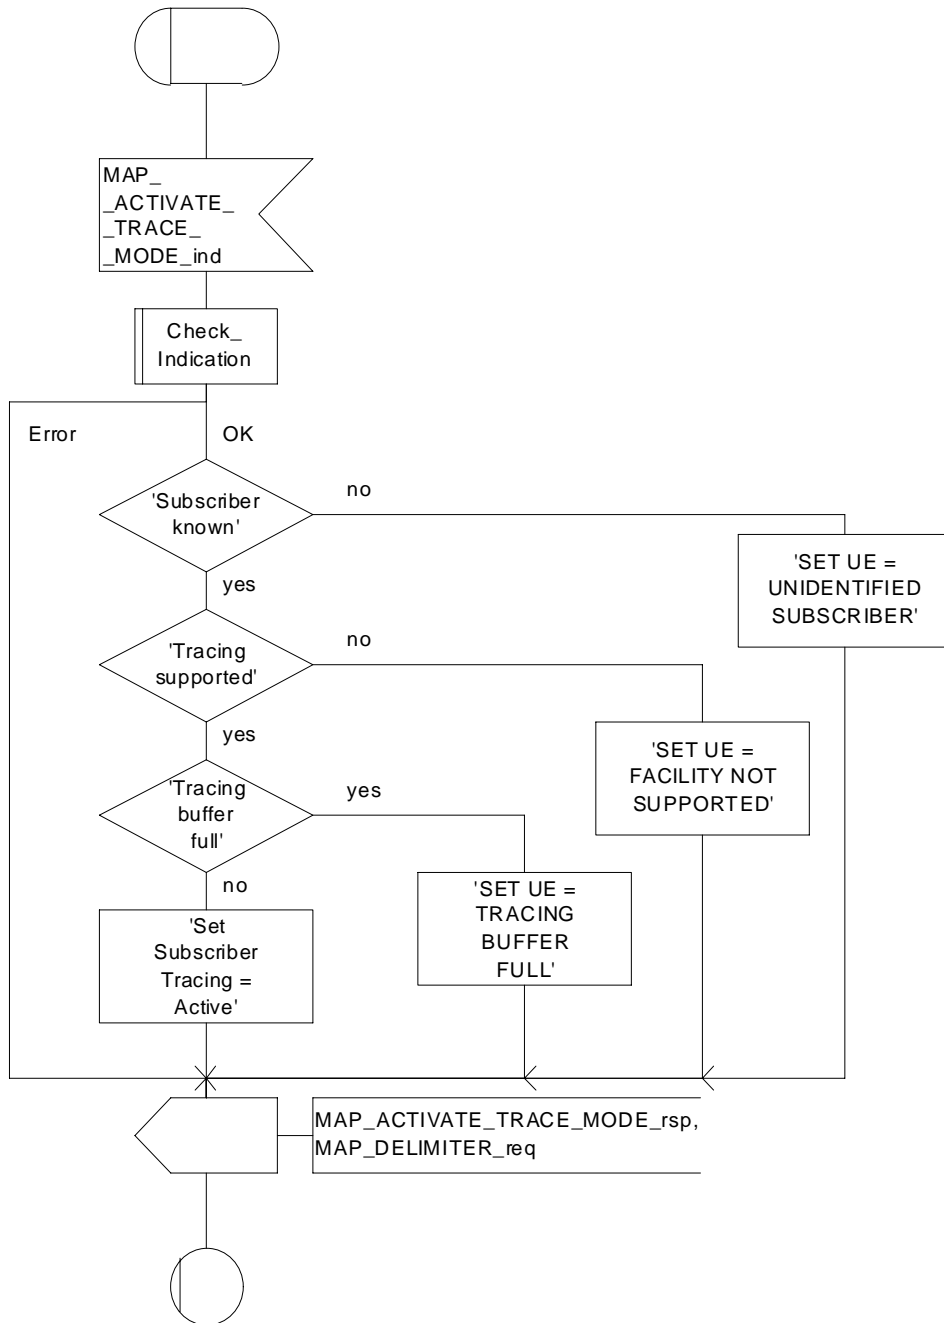 MAP_
_ACTIVATE_
_TRACE_
_MODE_ind
Check_
Indication
Error
OK
'Subscriber
known'
no
'SET UE =
UNIDENTIFIED
SUBSCRIBER'
yes
'Tracing
supported'
no
'SET UE =
FACILITY NOT
SUPPORTED'
yes
'Tracing
buffer
full'
yes
'SET UE =
TRACING
BUFFER
FULL'
no
'Set
Subscriber
Tracing =
Active'
MAP_ACTIVATE_TRACE_MODE_rsp,
MAP_DELIMITER_req